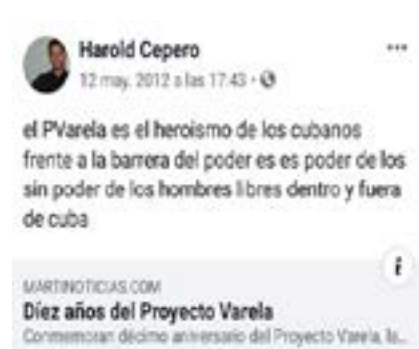 Harold Cepero
12 may. 2012 a las 17:43 ·
el PVarela es el heroismo de los cubanos
frente a la barrera del poder es es poder de los
sin poder de los hombres libres dentro y fuera
de cuba
i
MARTINOTICIAS.COM
Díez años del Proyecto Varela
Conmemoran décimo aniversario del Proyecto Varela, la...